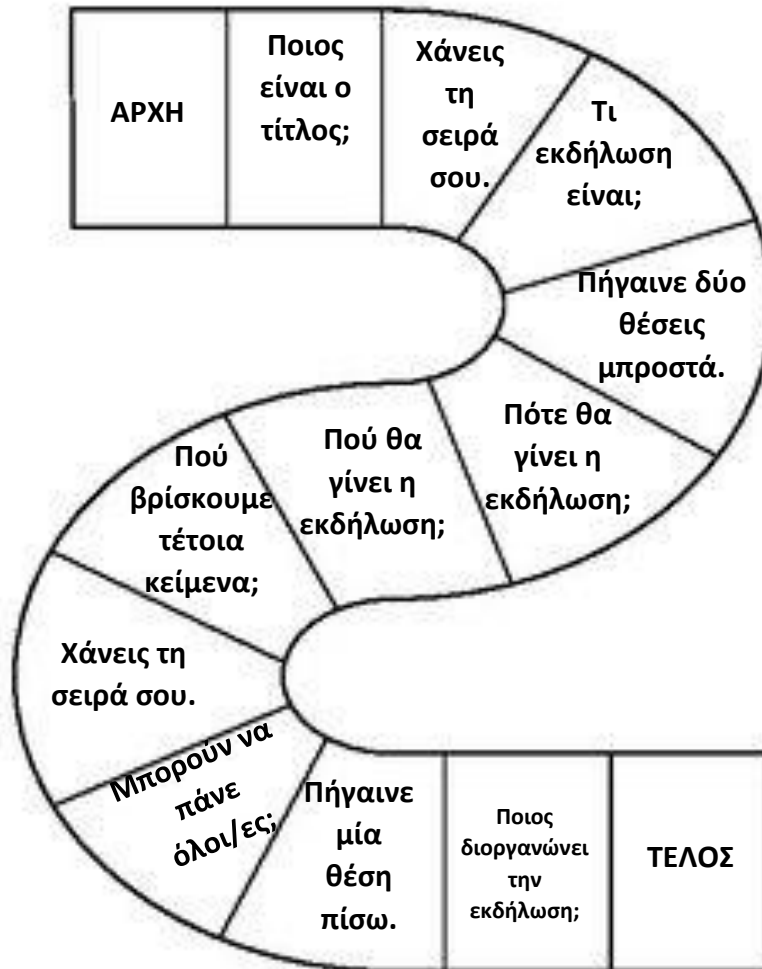 ΑΡΧΗ
Ποιος
είναι ο
τίτλος;
Χάνεις
τη
σειρά
σου.
Τι
εκδήλωση
είναι;
Πήγαινε δύο
θέσεις
μπροστά.
Πότε θα
γίνει η
εκδήλωση;
Πού θα
γίνει η
εκδήλωση;
Πού
βρίσκουμε
τέτοια
κείμενα;
Χάνεις τη
σειρά σου.
Μπορούν να
πάνε
όλοι/ες;
Πήγαινε
μία
θέση
πίσω.
Ποιος
διοργανώνει
την
εκδήλωση;
ΤΕΛΟΣ